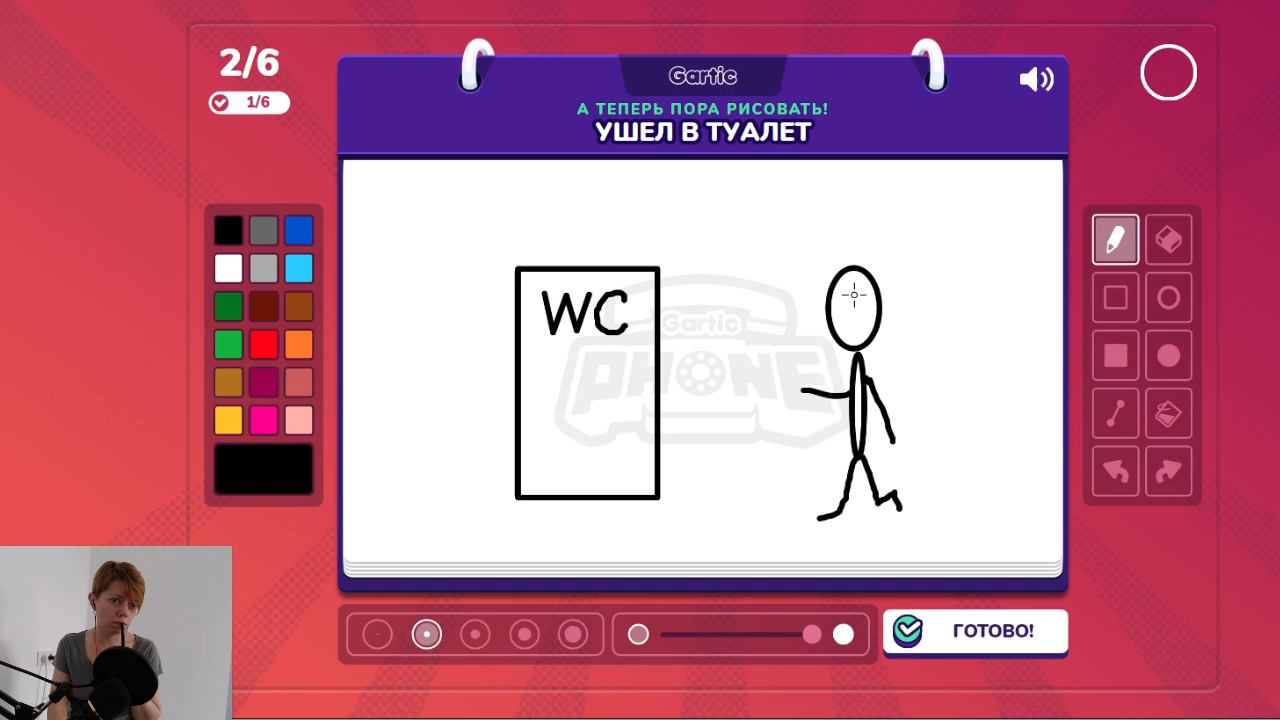 2/6
1/6
Gartic
А ТЕПЕРЬ ПОРА РИСОВАТЬ!
УШЕЛ В ТУАЛЕТ
WC
Gartic
PHONE
ГОТОВО!